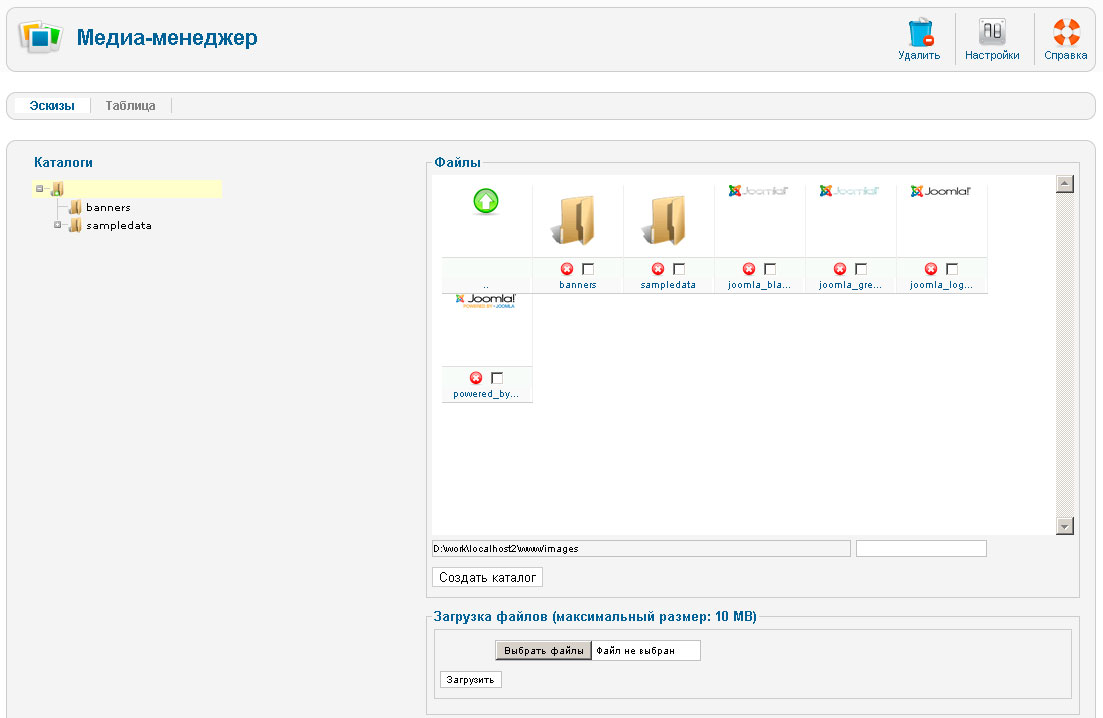 Медиа-менеджер
Удалить
Настройки
Справка
Эскизы
Таблица
Каталоги
banners
sampledata
Файлы
Joomla!
Joomla!
Joomla!
..
banners
sampledata
joomla_bla...
joomla_gre...
joomla_log...
Joomla!
POWERED BY JOOMLA
powered_by...
D:\work\localhost2\www/images
Создать каталог
Загрузка файлов (максимальный размер: 10 MB)
Выбрать файлы
Файл не выбран
Загрузить